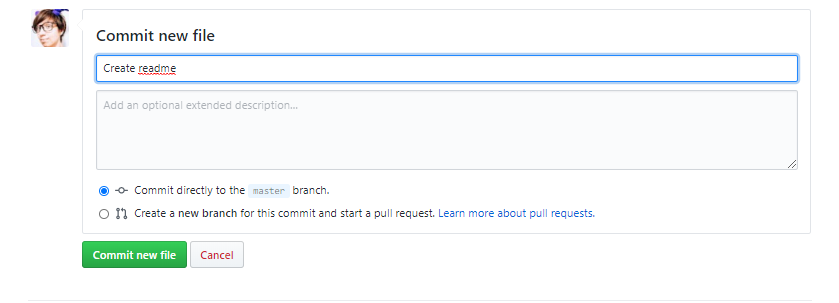 Commit new file
Create readme
Add an optional extended description...
Commit directly to the master branch.
Create a new branch for this commit and start a pull request. Learn more about pull requests.
Commit new file
Cancel